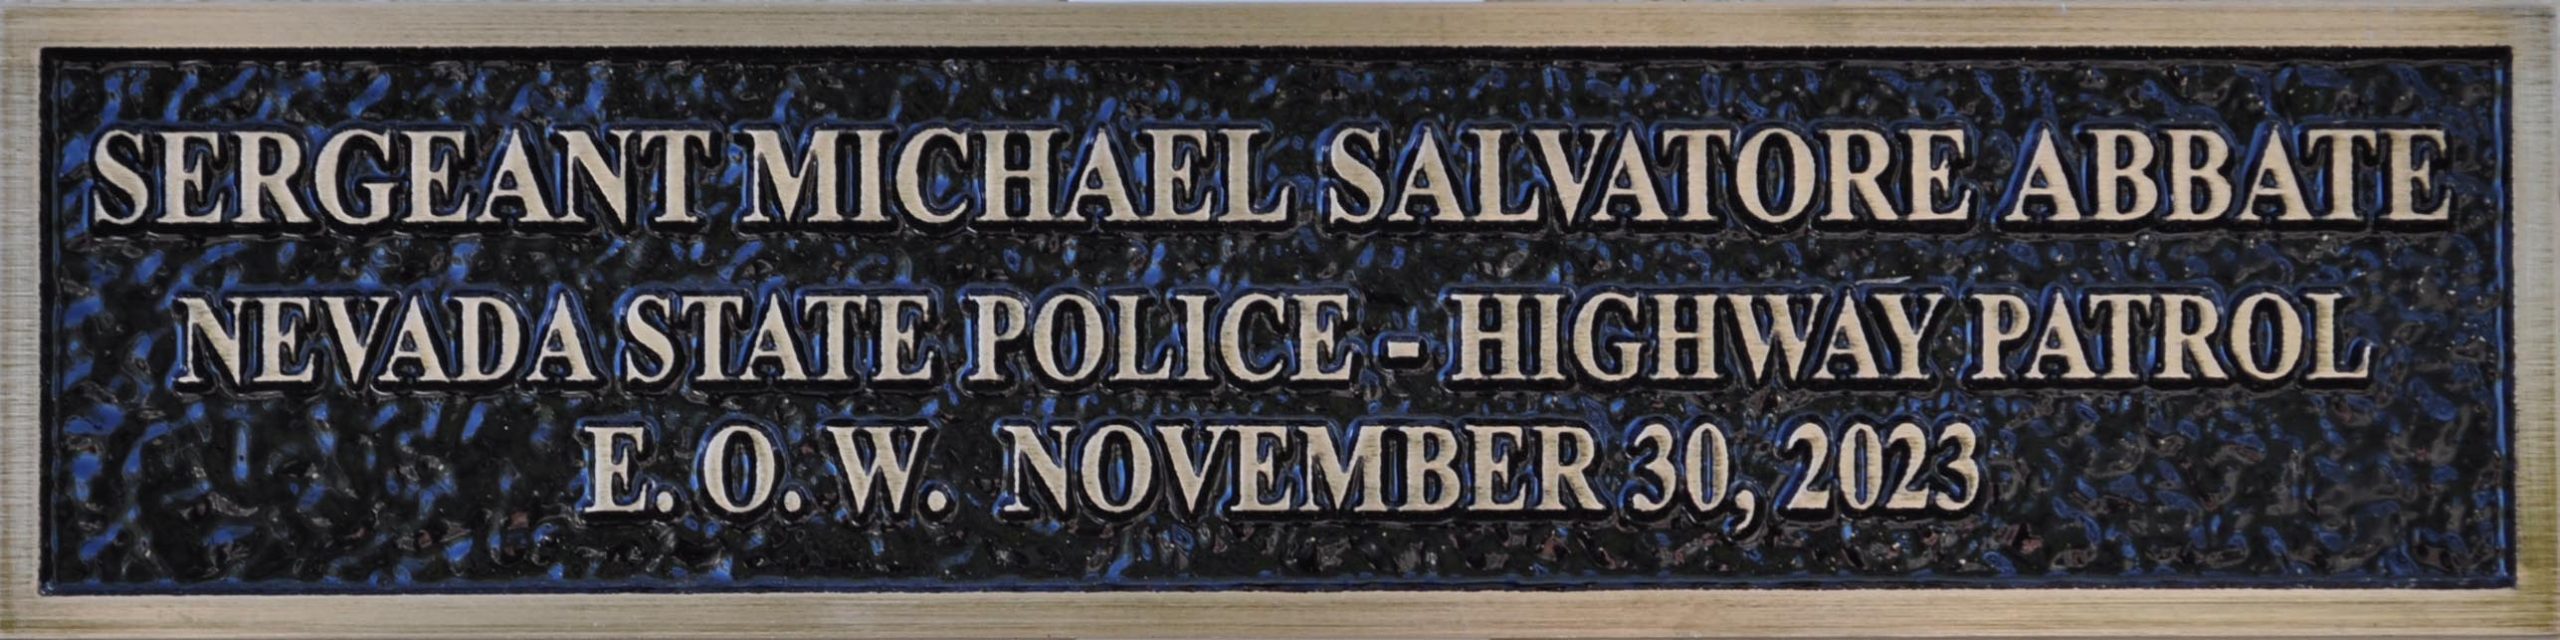 SERGEANT MICHAEL SALVATORE ABBATE
NEVADA STATE POLICE - HIGHWAY PATROL
E. O. W. NOVEMBER 30, 2023